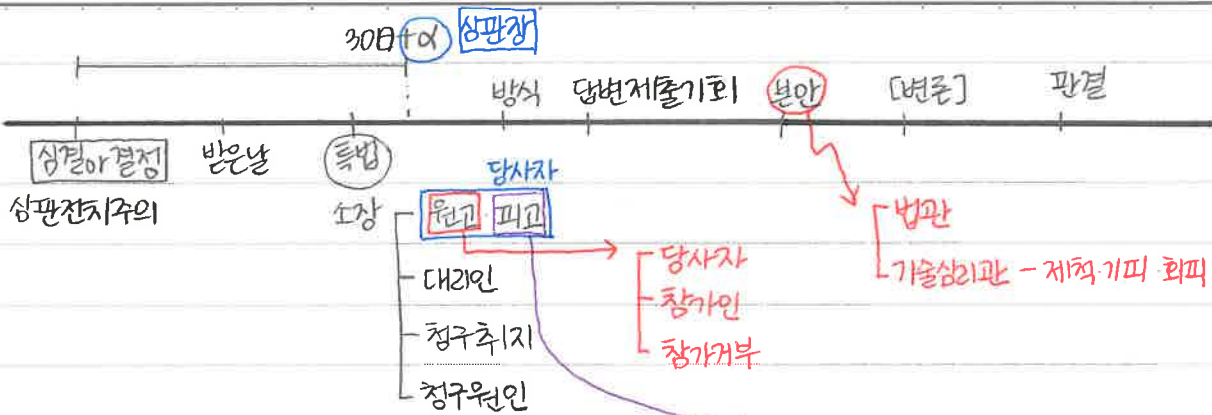 30日+α 심판장
방식 답변제출기회 본안 [변론] 판결
심결or결정 받은날 특법 당사자
심판전치주의 소장 원고 피고 법관
대리인 당사자 기술심리관 - 제척·기피·회피
청구취지 참가인
청구원인 참가거부